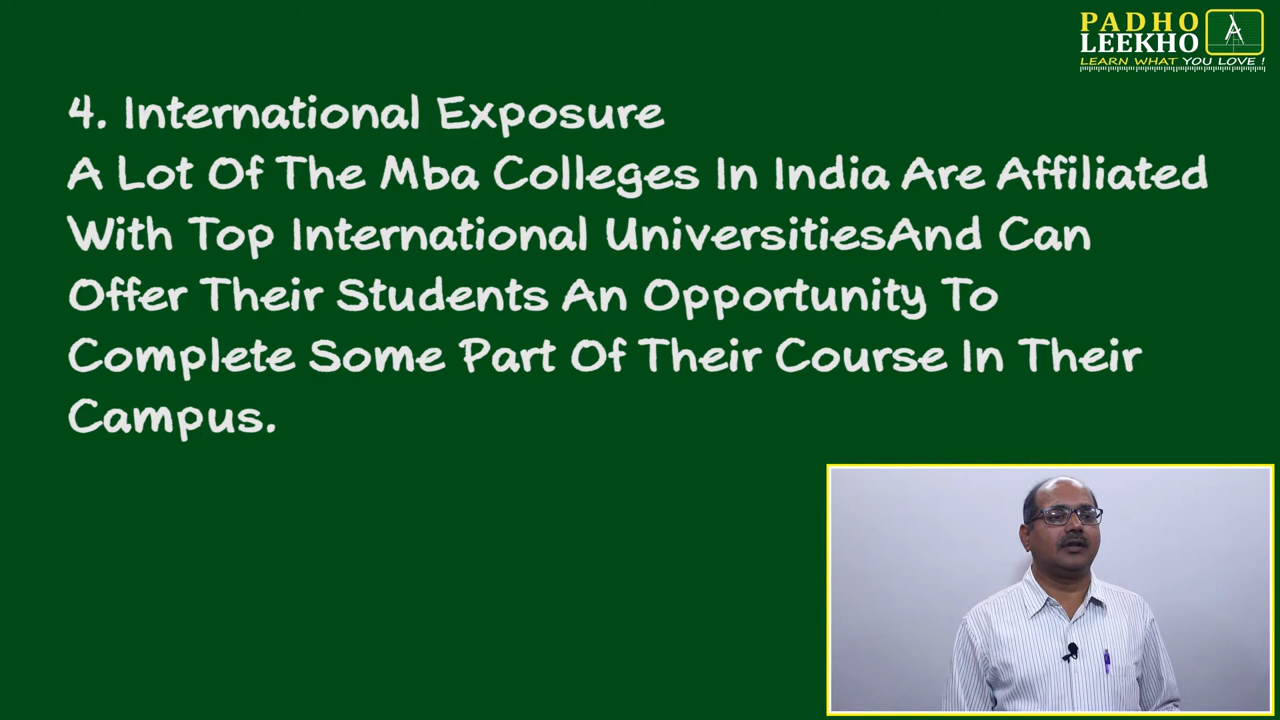 PADHO
LEEKHO
LEARN WHAT YOU LOVE !
4. International Exposure
A Lot Of The Mba Colleges In India Are Affiliated
With Top International UniversitiesAnd Can
Offer Their Students An Opportunity To
Complete Some Part Of Their Course In Their
Campus.